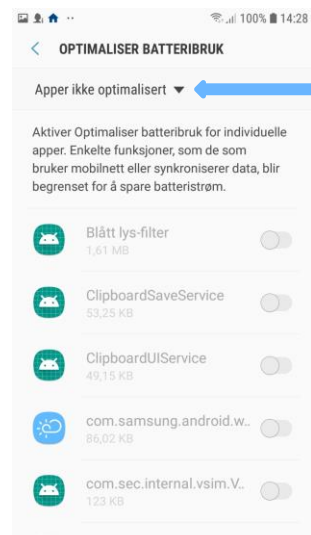 100% 14:28
OPTIMALISER BATTERIBRUK
Apper ikke optimalisert
Aktiver Optimaliser batteribruk for individuelle
apper. Enkelte funksjoner, som de som
bruker mobilnett eller synkroniserer data, blir
begrenset for å spare batteristrøm.
Blått lys-filter
1,61 MB
ClipboardSaveService
53,25 KB
ClipboardUIService
49,15 KB
com.samsung.android.w..
86,02 KB
com.sec.internal.vsim.V..
123 KB